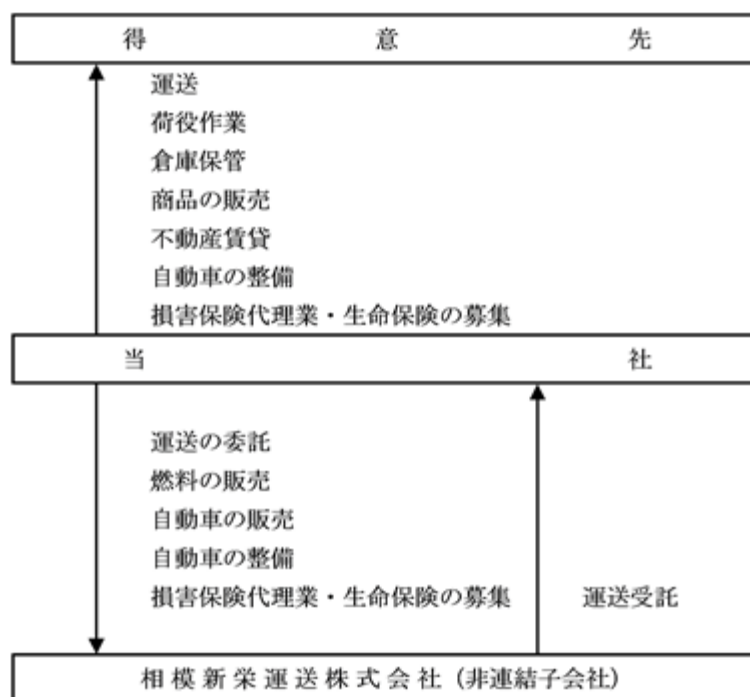 得意先
運送
荷役作業
倉庫保管
商品の販売
不動産賃貸
自動車の整備
損害保険代理業・生命保険の募集
当社
運送の委託
燃料の販売
自動車の販売
自動車の整備
損害保険代理業・生命保険の募集 運送受託
相模新栄運送株式会社（非連結子会社）